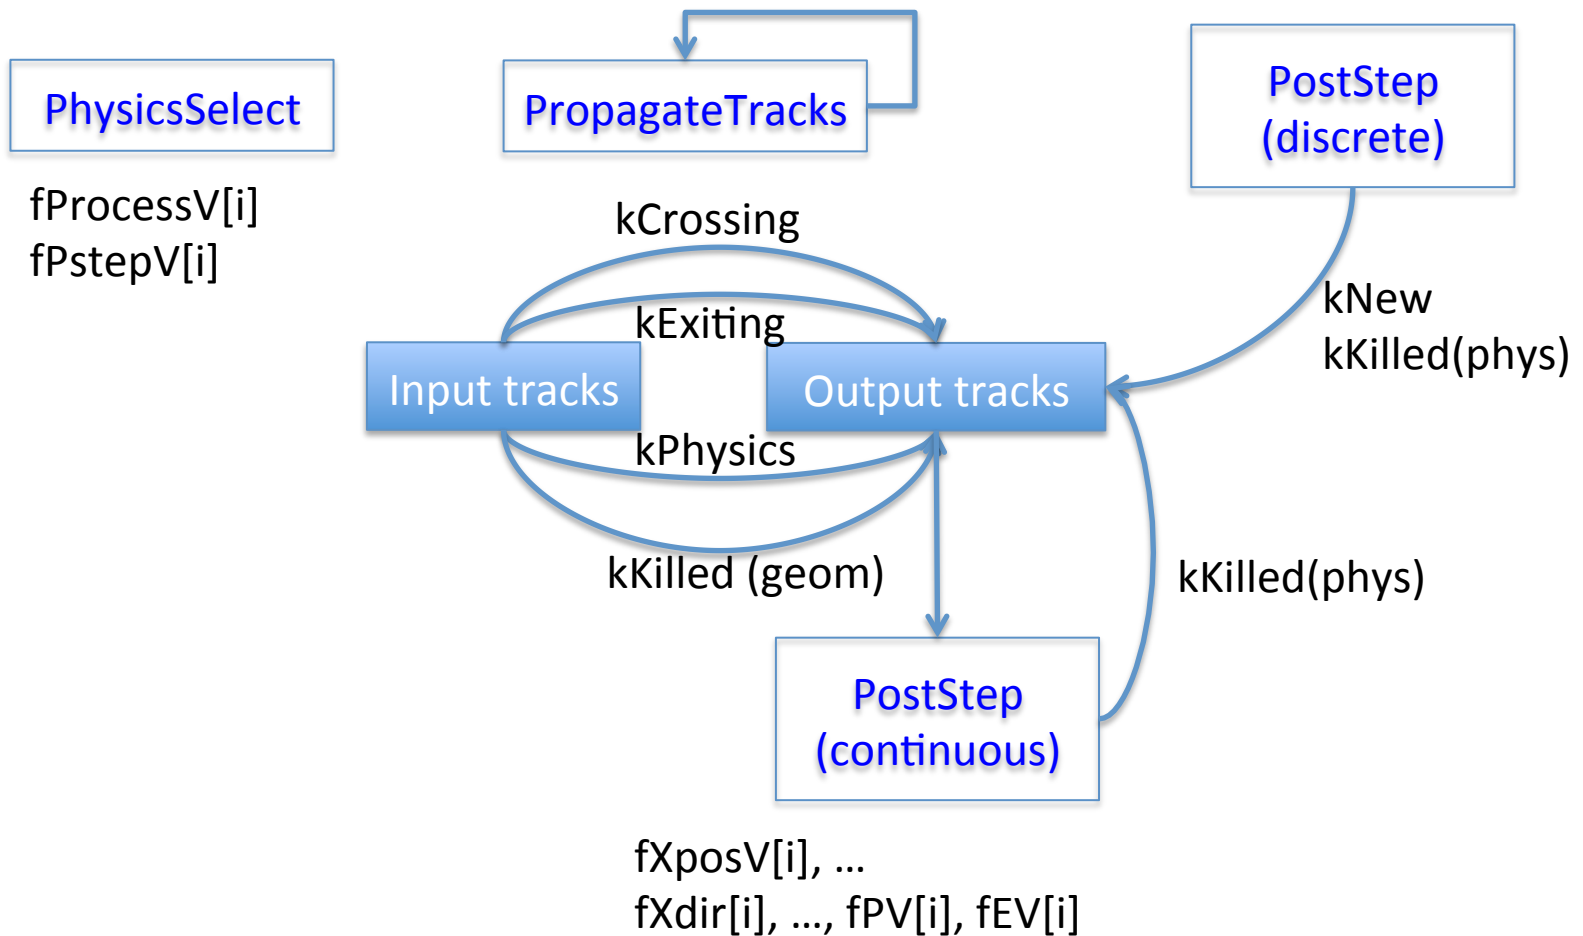 PhysicsSelect
fProcessV[i]
fPstepV[i]
PropagateTracks
PostStep
(discrete)
kCrossing
kExiting
kNew
kKilled(phys)
Input tracks
Output tracks
kPhysics
kKilled (geom)
kKilled(phys)
PostStep
(continuous)
fXposV[i], …
fXdir[i], …, fPV[i], fEV[i]